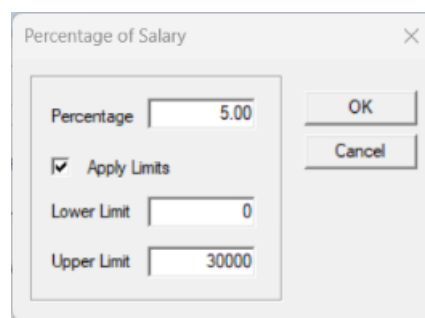 Percentage of Salary
Percentage 5.00
OK
Apply Limits
Cancel
Lower Limit 0
Upper Limit 30000